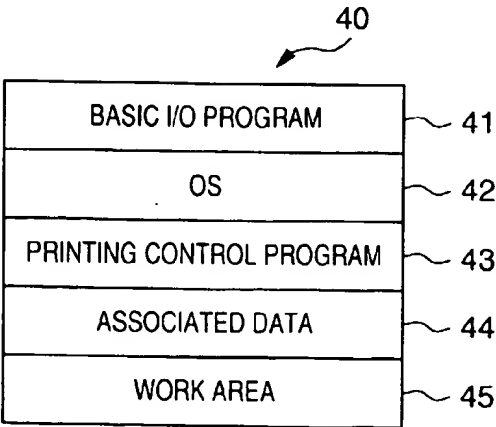 40
BASIC I/O PROGRAM 41
OS 42
PRINTING CONTROL PROGRAM 43
ASSOCIATED DATA 44
WORK AREA 45